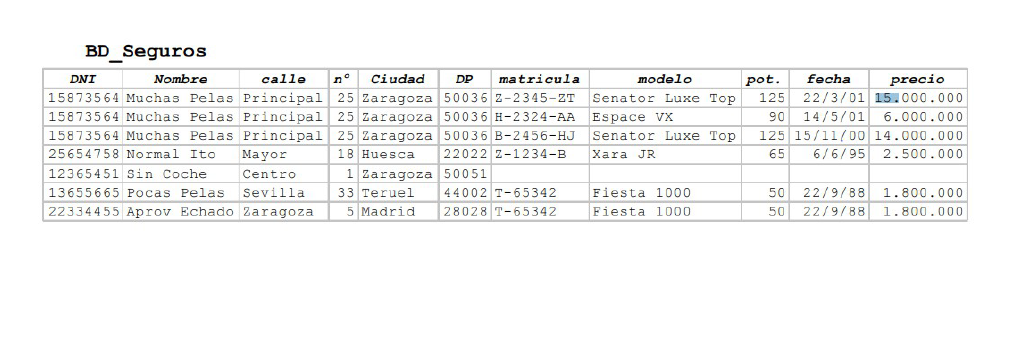 BD_Seguros
DNI Nombre calle nº Ciudad DP matricula modelo pot. fecha precio
15873564 Muchas Pelas Principal 25 Zaragoza 50036 Z-2345-ZT Senator Luxe Top 125 22/3/01 15.000.000
15873564 Muchas Pelas Principal 25 Zaragoza 50036 H-2324-AA Espace VX 90 14/5/01 6.000.000
15873564 Muchas Pelas Principal 25 Zaragoza 50036 B-2456-HJ Senator Luxe Top 125 15/11/00 14.000.000
25654758 Normal Ito Mayor 18 Huesca 22022 Z-1234-B Xara JR 65 6/6/95 2.500.000
12365451 Sin Coche Centro 1 Zaragoza 50051
13655665 Pocas Pelas Sevilla 33 Teruel 44002 T-65342 Fiesta 1000 50 22/9/88 1.800.000
22334455 Aprov Echado Zaragoza 5 Madrid 28028 T-65342 Fiesta 1000 50 22/9/88 1.800.000